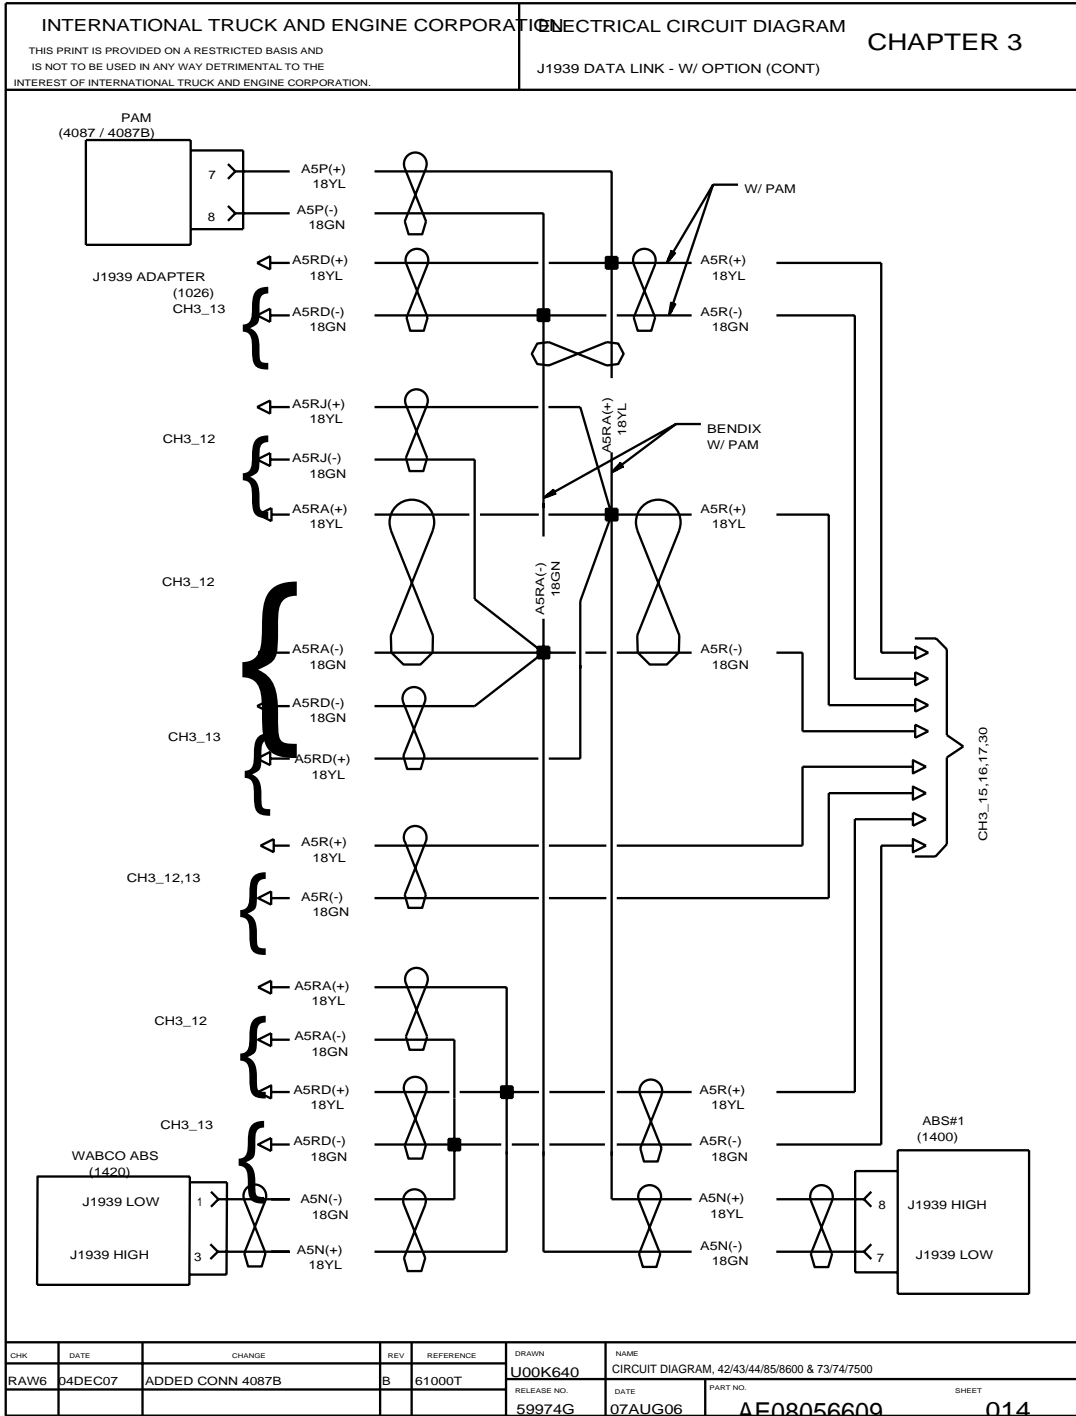 INTERNATIONAL TRUCK AND ENGINE CORPORATION
THIS PRINT IS PROVIDED ON A RESTRICTED BASIS AND
IS NOT TO BE USED IN ANY WAY DETRIMENTAL TO THE
INTEREST OF INTERNATIONAL TRUCK AND ENGINE CORPORATION.
ELECTRICAL CIRCUIT DIAGRAM
J1939 DATA LINK - W/ OPTION (CONT)
CHAPTER 3
PAM
(4087 / 4087B)
7
A5P(+)
18YL
8
A5P(-)
18GN
W/ PAM
J1939 ADAPTER
(1026)
CH3_13
A5RD(+)
18YL
A5R(+)
18YL
A5RD(-)
18GN
A5R(-)
18GN
A5RJ(+)
18YL
CH3_12
A5RJ(-)
18GN
A5RA(+)
18YL
BENDIX
W/ PAM
A5RA(+)
18YL
A5R(+)
18YL
CH3_12
A5RA(-)
18GN
A5RA(-)
18GN
A5R(-)
18GN
A5RD(-)
18GN
CH3_13
A5RD(+)
18YL
CH3_15,16,17,30
A5R(+)
18YL
CH3_12,13
A5R(-)
18GN
A5RA(+)
18YL
CH3_12
A5RA(-)
18GN
A5RD(+)
18YL
A5R(+)
18YL
CH3_13
A5RD(-)
18GN
A5R(-)
18GN
WABCO ABS
(1420)
J1939 LOW
1
A5N(-)
18GN
J1939 HIGH
3
A5N(+)
18YL
A5N(+)
18YL
A5N(-)
18GN
ABS#1
(1400)
8
J1939 HIGH
7
J1939 LOW
CHK DATE CHANGE REV REFERENCE
RAW6 04DEC07 ADDED CONN 4087B B 61000T
DRAWN
U00K640
NAME
CIRCUIT DIAGRAM, 42/43/44/85/8600 & 73/74/7500
RELEASE NO.
59974G
DATE
07AUG06
PART NO.
AF08056609
SHEET
014